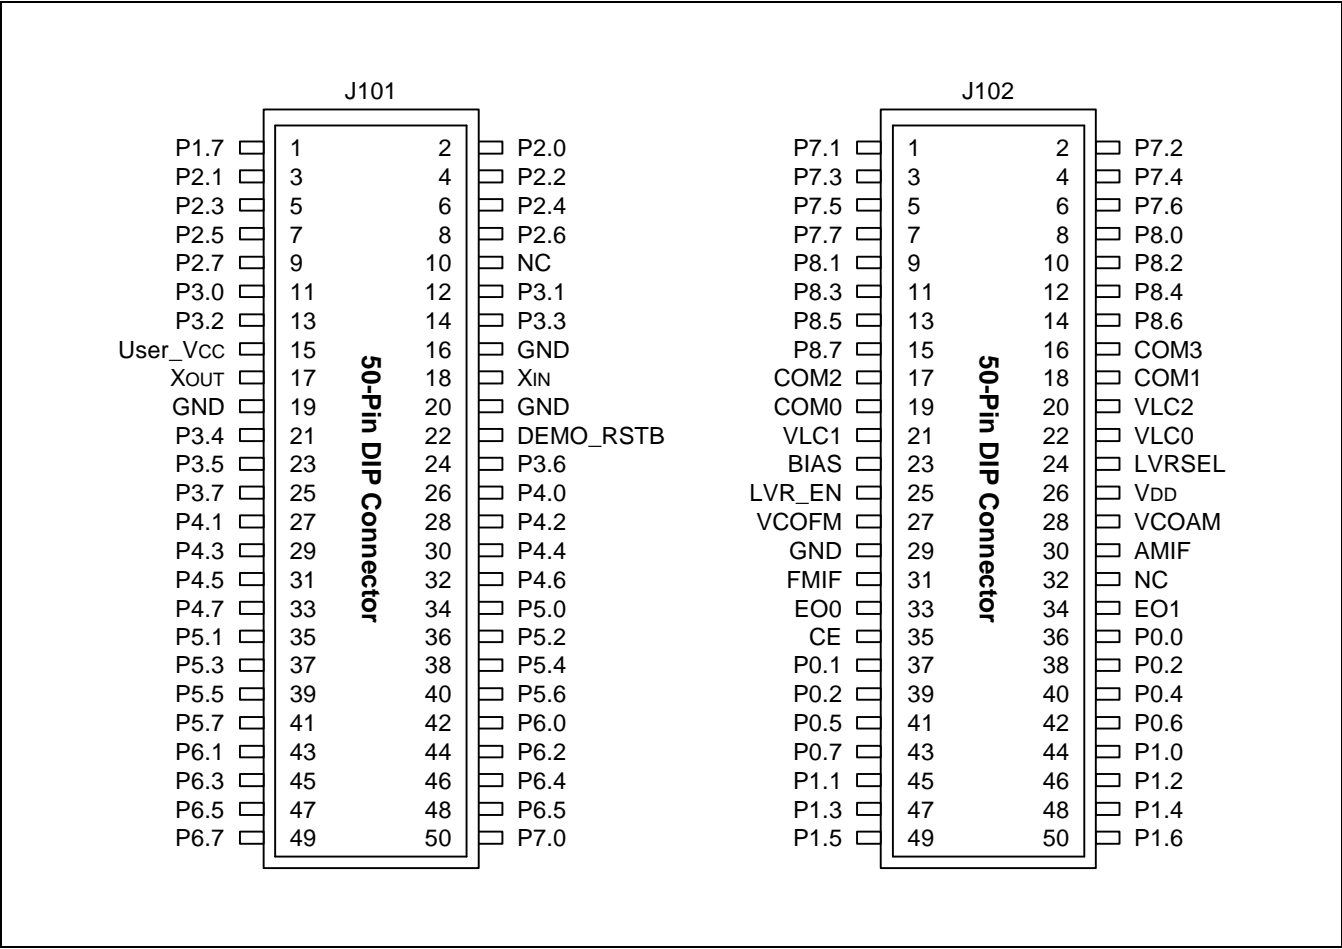 J101
P1.7 1 2 P2.0
P2.1 3 4 P2.2
P2.3 5 6 P2.4
P2.5 7 8 P2.6
P2.7 9 10 NC
P3.0 11 12 P3.1
P3.2 13 14 P3.3
User_VCC 15 16 GND
XOUT 17 18 XIN
GND 19 20 GND
P3.4 21 22 DEMO_RSTB
P3.5 23 24 P3.6
P3.7 25 26 P4.0
P4.1 27 28 P4.2
P4.3 29 30 P4.4
P4.5 31 32 P4.6
P4.7 33 34 P5.0
P5.1 35 36 P5.2
P5.3 37 38 P5.4
P5.5 39 40 P5.6
P5.7 41 42 P6.0
P6.1 43 44 P6.2
P6.3 45 46 P6.4
P6.5 47 48 P6.5
P6.7 49 50 P7.0
50-Pin DIP Connector
J102
P7.1 1 2 P7.2
P7.3 3 4 P7.4
P7.5 5 6 P7.6
P7.7 7 8 P8.0
P8.1 9 10 P8.2
P8.3 11 12 P8.4
P8.5 13 14 P8.6
P8.7 15 16 COM3
COM2 17 18 COM1
COM0 19 20 VLC2
VLC1 21 22 VLC0
BIAS 23 24 LVRSEL
LVR_EN 25 26 VDD
VCOFM 27 28 VCOAM
GND 29 30 AMIF
FMIF 31 32 NC
EO0 33 34 EO1
CE 35 36 P0.0
P0.1 37 38 P0.2
P0.2 39 40 P0.4
P0.5 41 42 P0.6
P0.7 43 44 P1.0
P1.1 45 46 P1.2
P1.3 47 48 P1.4
P1.5 49 50 P1.6
50-Pin DIP Connector